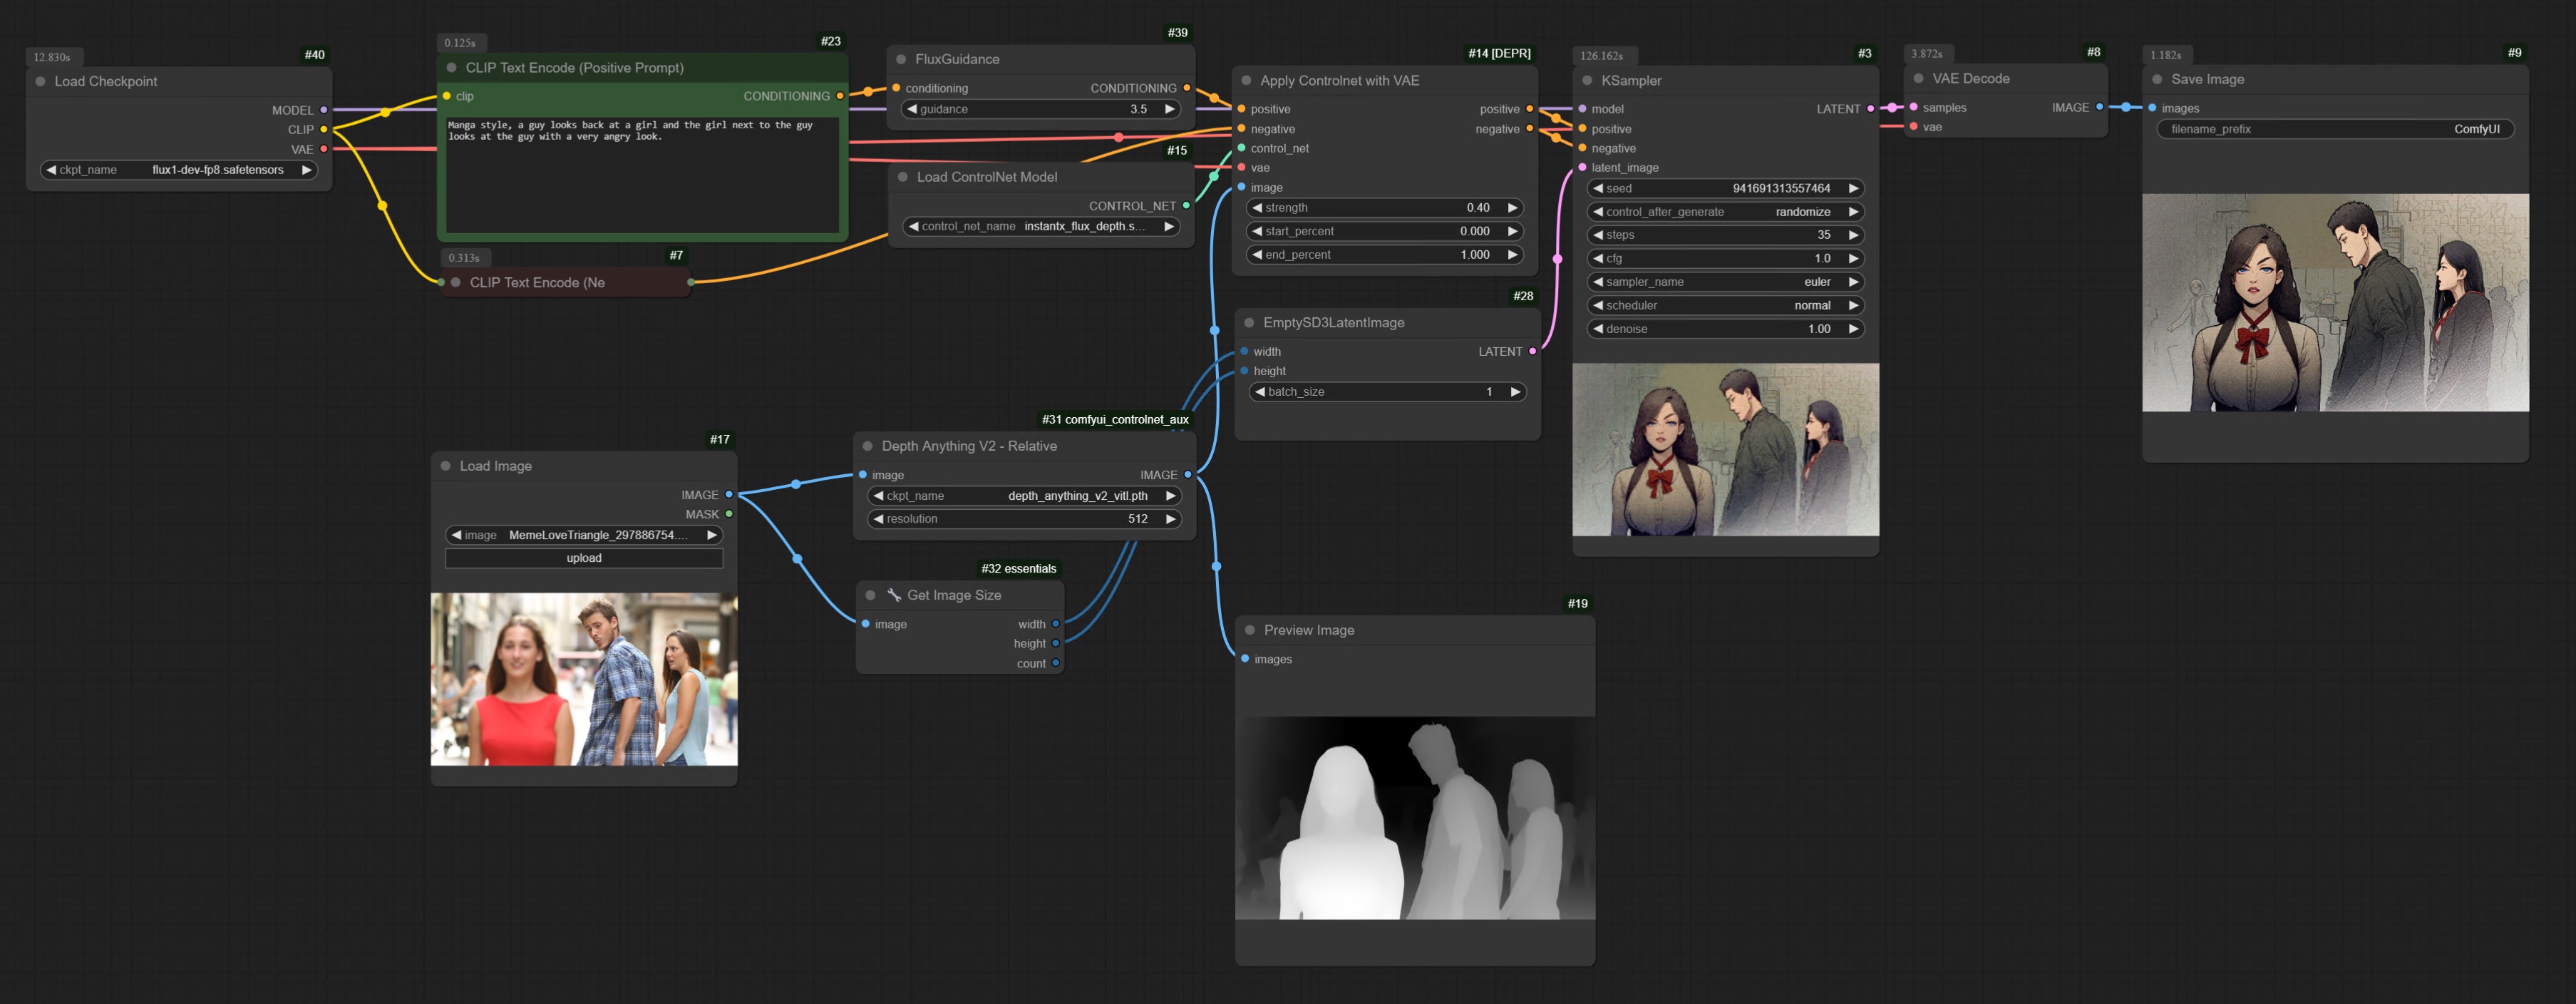 12.830s
#40
Load Checkpoint
MODEL
CLIP
VAE
ckpt_name flux1-dev-fp8.safetensors
0.125s
#23
CLIP Text Encode (Positive Prompt)
clip CONDITIONING
Manga style, a guy looks back at a girl and the girl next to the guy
looks at the guy with a very angry look.
0.313s
#7
CLIP Text Encode (Ne
#39
FluxGuidance
conditioning CONDITIONING
guidance 3.5
#15
Load ControlNet Model
CONTROL_NET
control_net_name instantx_flux_depth.s...
#14 [DEPR]
Apply Controlnet with VAE
positive positive
negative negative
control_net
vae
image
strength 0.40
start_percent 0.000
end_percent 1.000
#28
EmptySD3LatentImage
width LATENT
height
batch_size 1
126.162s
#3
KSampler
model LATENT
positive
negative
latent_image
seed 941691313557464
control_after_generate randomize
steps 35
cfg 1.0
sampler_name euler
scheduler normal
denoise 1.00
3.872s
#8
VAE Decode
samples IMAGE
vae
1.182s
#9
Save Image
images
filename_prefix ComfyUI
#17
Load Image
IMAGE
MASK
image MemeLoveTriangle_297886754....
upload
#31 comfyui_controlnet_aux
Depth Anything V2 - Relative
image IMAGE
ckpt_name depth_anything_v2_vitl.pth
resolution 512
#32 essentials
Get Image Size
image width
height
count
#19
Preview Image
images